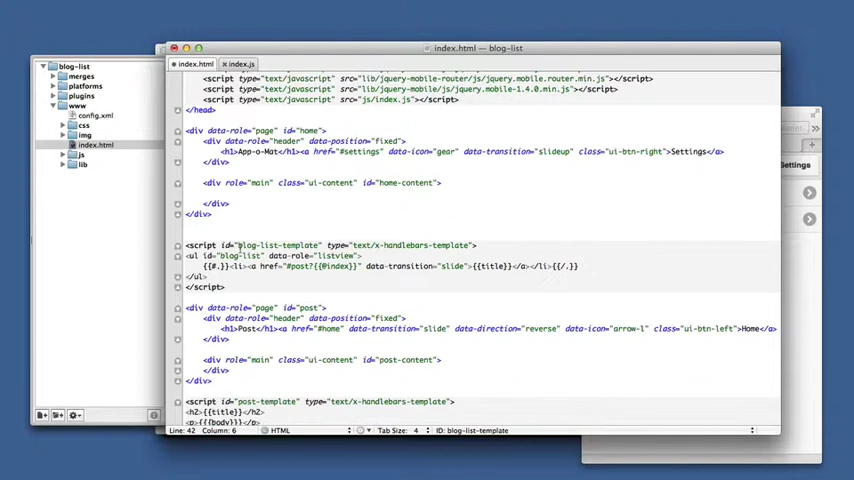 index.html — blog-list
blog-list
merges
platforms
plugins
www
config.xml
css
img
index.html
js
lib
index.html
index.js
<script type="text/javascript" src="lib/jquery-mobile-router/js/jquery.mobile.router.min.js"></script>
<script type="text/javascript" src="lib/jquery-mobile/js/jquery.mobile-1.4.0.min.js"></script>
<script type="text/javascript" src="js/index.js"></script>
</head>
<div data-role="page" id="home">
<div data-role="header" data-position="fixed">
<h1>App-o-Mat</h1><a href="#settings" data-icon="gear" data-transition="slideup" class="ui-btn-right">Settings</a>
</div>
<div role="main" class="ui-content" id="home-content">
</div>
</div>
<script id="blog-list-template" type="text/x-handlebars-template">
<ul id="blog-list" data-role="listview">
{{#.}}<li><a href="#post?{{@index}}" data-transition="slide">{{title}}</a></li>{{/.}}
</ul>
</script>
<div data-role="page" id="post">
<div data-role="header" data-position="fixed">
<h1>Post</h1><a href="#home" data-transition="slide" data-direction="reverse" data-icon="arrow-l" class="ui-btn-left">Home</a>
</div>
<div role="main" class="ui-content" id="post-content">
</div>
</div>
<script id="post-template" type="text/x-handlebars-template">
<h2>{{title}}</h2>
<p>{{{body}}}</p>
Line: 42 Column: 6
HTML
Tab Size: 4
ID: blog-list-template
Settings